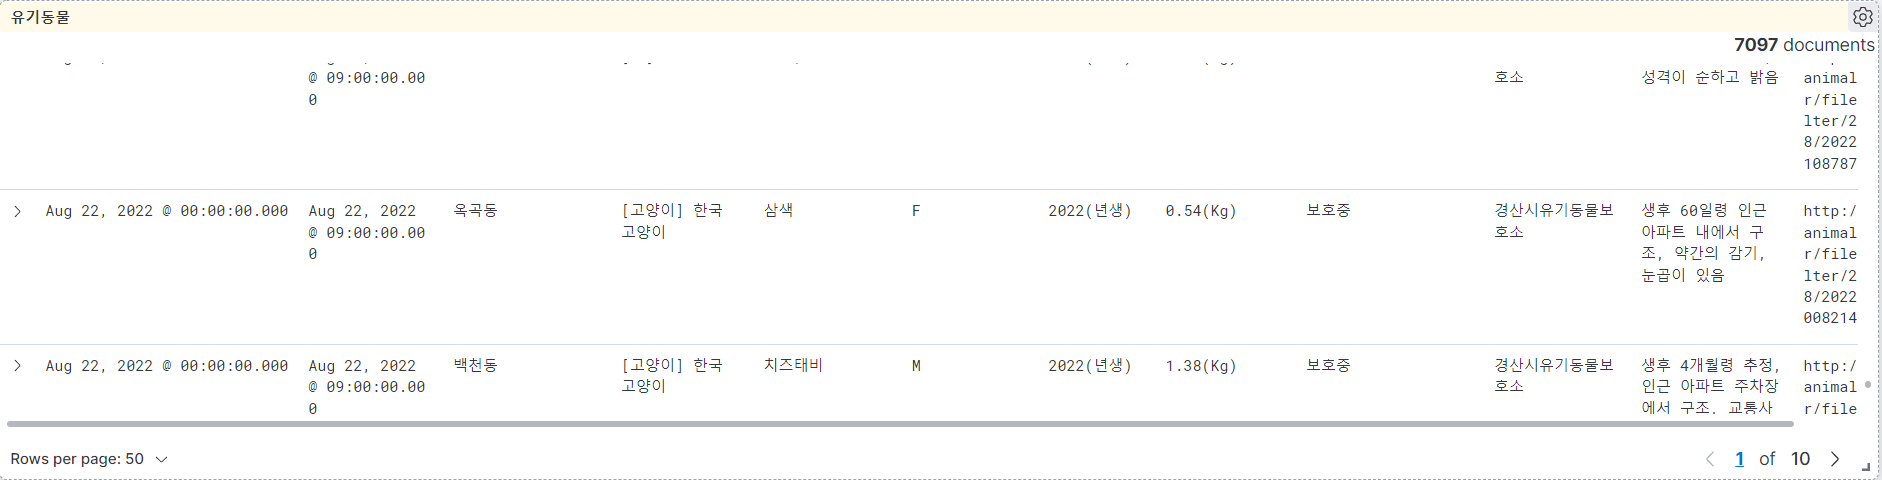 유기동물
7097 documents
@ 09:00:00.00
0
호소
성격이 순하고 밝음
animal
r/file
lter/2
8/2022
108787
Aug 22, 2022 @ 00:00:00.000
Aug 22, 2022
@ 09:00:00.00
0
옥곡동
[고양이] 한국
고양이
삼색
F
2022(년생)
0.54(Kg)
보호중
경산시유기동물보
호소
생후 60일령 인근
아파트 내에서 구
조, 약간의 감기,
눈곱이 있음
http:/
animal
r/file
lter/2
8/2022
008214
Aug 22, 2022 @ 00:00:00.000
Aug 22, 2022
@ 09:00:00.00
0
백천동
[고양이] 한국
고양이
치즈태비
M
2022(년생)
1.38(Kg)
보호중
경산시유기동물보
호소
생후 4개월령 추정,
인근 아파트 주차장
에서 구조. 교통사
http:/
animal
r/file
Rows per page: 50
1 of 10